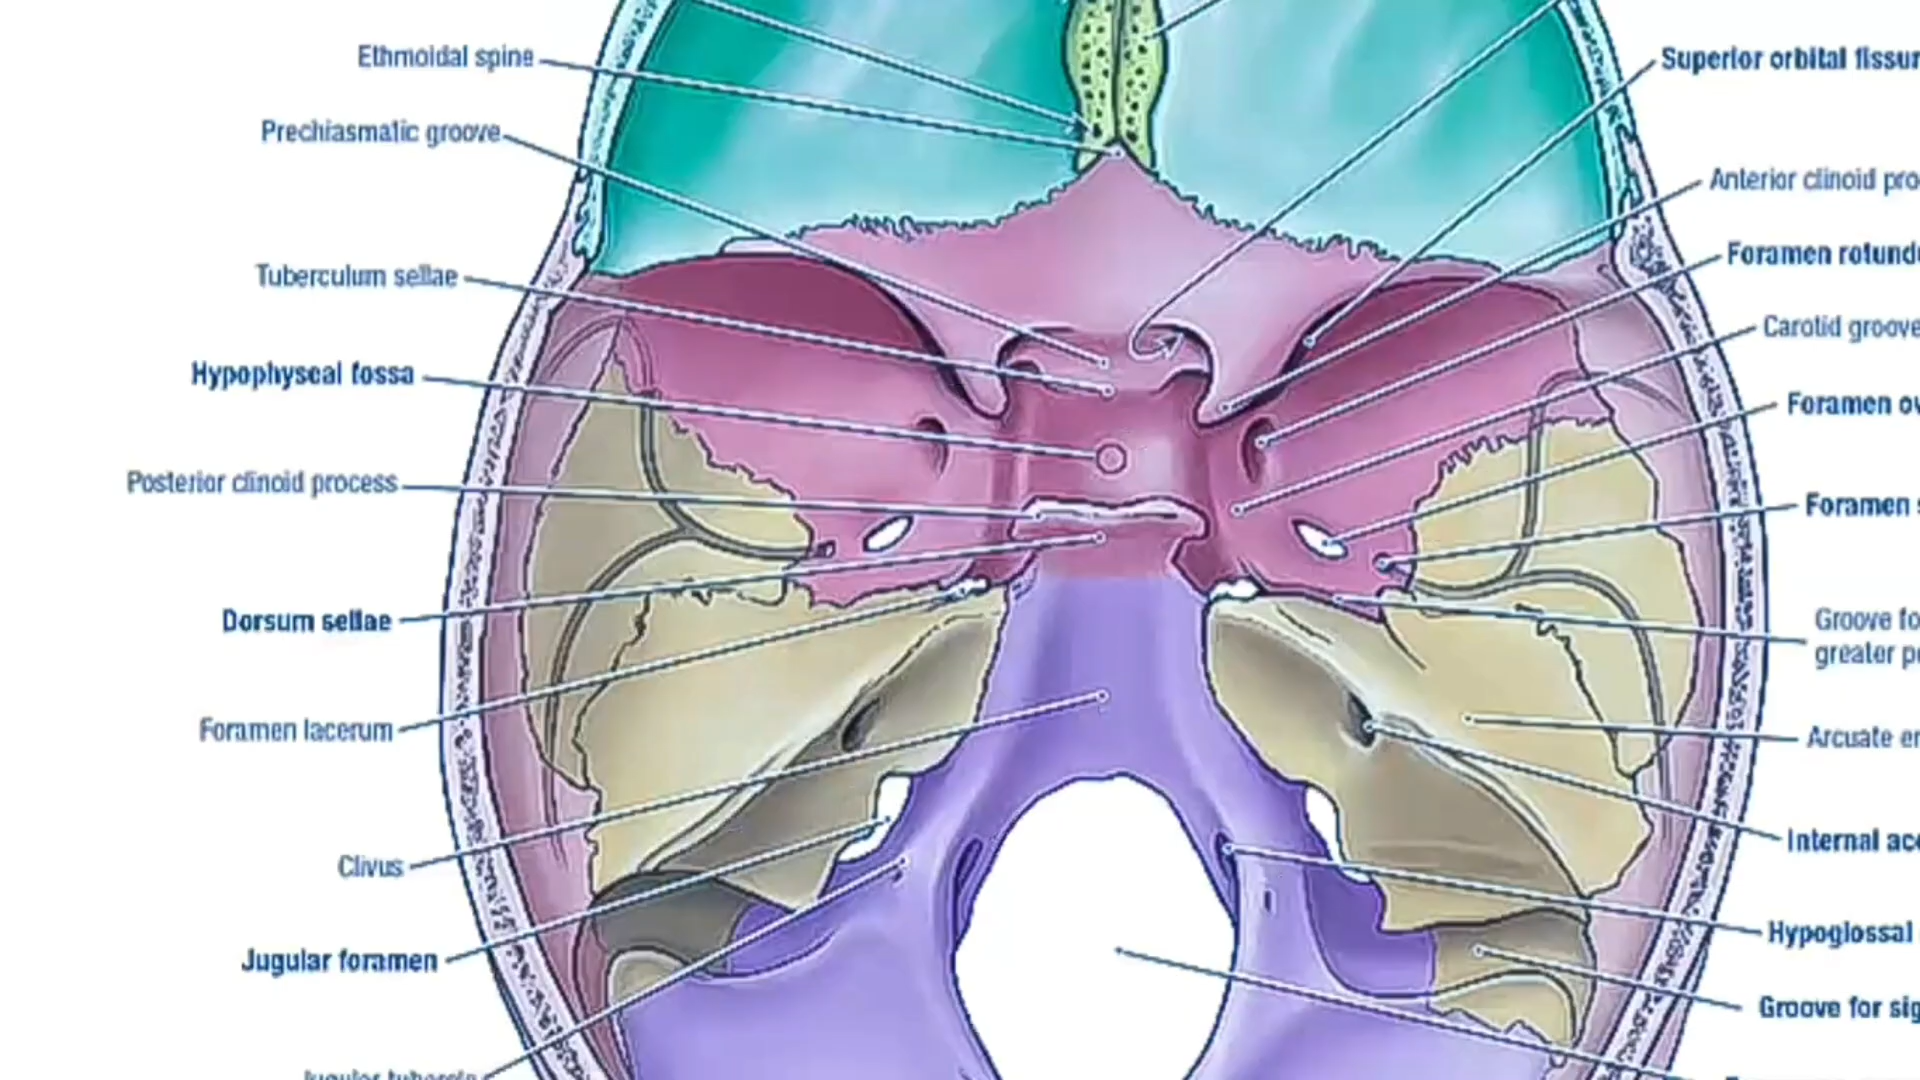 Ethmoidal spine
Prechiasmatic groove
Tuberculum sellae
Hypophyseal fossa
Posterior clinoid process
Dorsum sellae
Foramen lacerum
Clivus
Jugular foramen
Jugular tubercle
Superior orbital fissur
Anterior clinoid pro
Foramen rotund
Carotid groove
Foramen ov
Foramen
Groove fo
greater p
Arcuate
Internal
Hypoglossal
Groove for sig